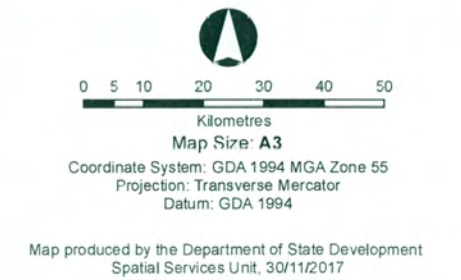 0 5 10 20 30 40 50
Kilometres
Map Size: A3
Coordinate System: GDA 1994 MGA Zone 55
Projection: Transverse Mercator
Datum: GDA 1994
Map produced by the Department of State Development
Spatial Services Unit, 30/11/2017